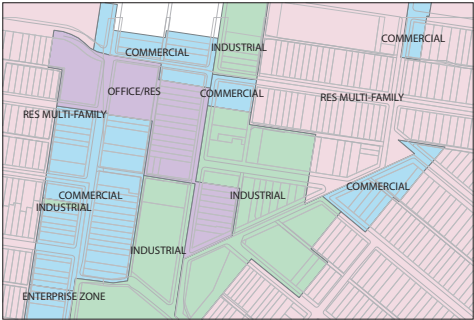 COMMERCIAL
INDUSTRIAL
COMMERCIAL
OFFICE/RES
COMMERCIAL
RES MULTI-FAMILY
RES MULTI-FAMILY
COMMERCIAL
COMMERCIAL
INDUSTRIAL
INDUSTRIAL
INDUSTRIAL
ENTERPRISE ZONE